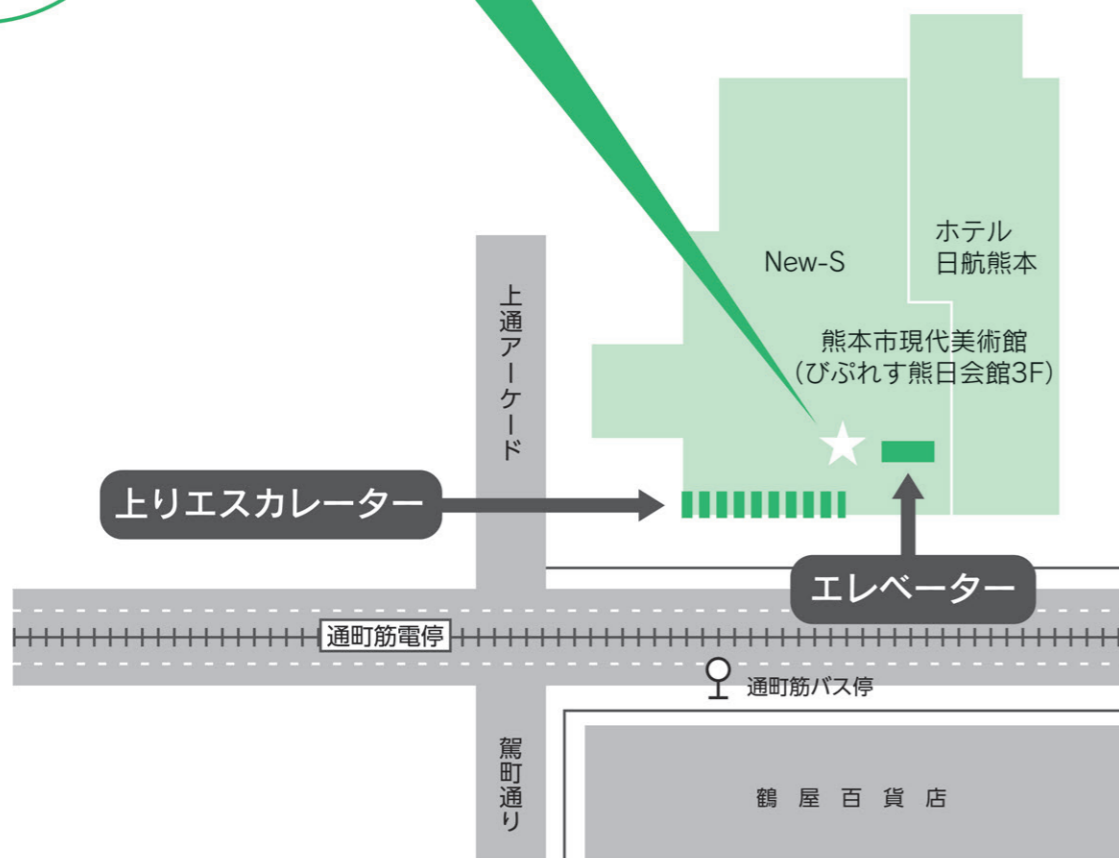 New-S
ホテル
日航熊本
熊本市現代美術館
(びぷれす熊日会館3F)
上通アーケード
上りエスカレーター
エレベーター
通町筋電停
通町筋バス停
駕町通り
鶴屋百貨店